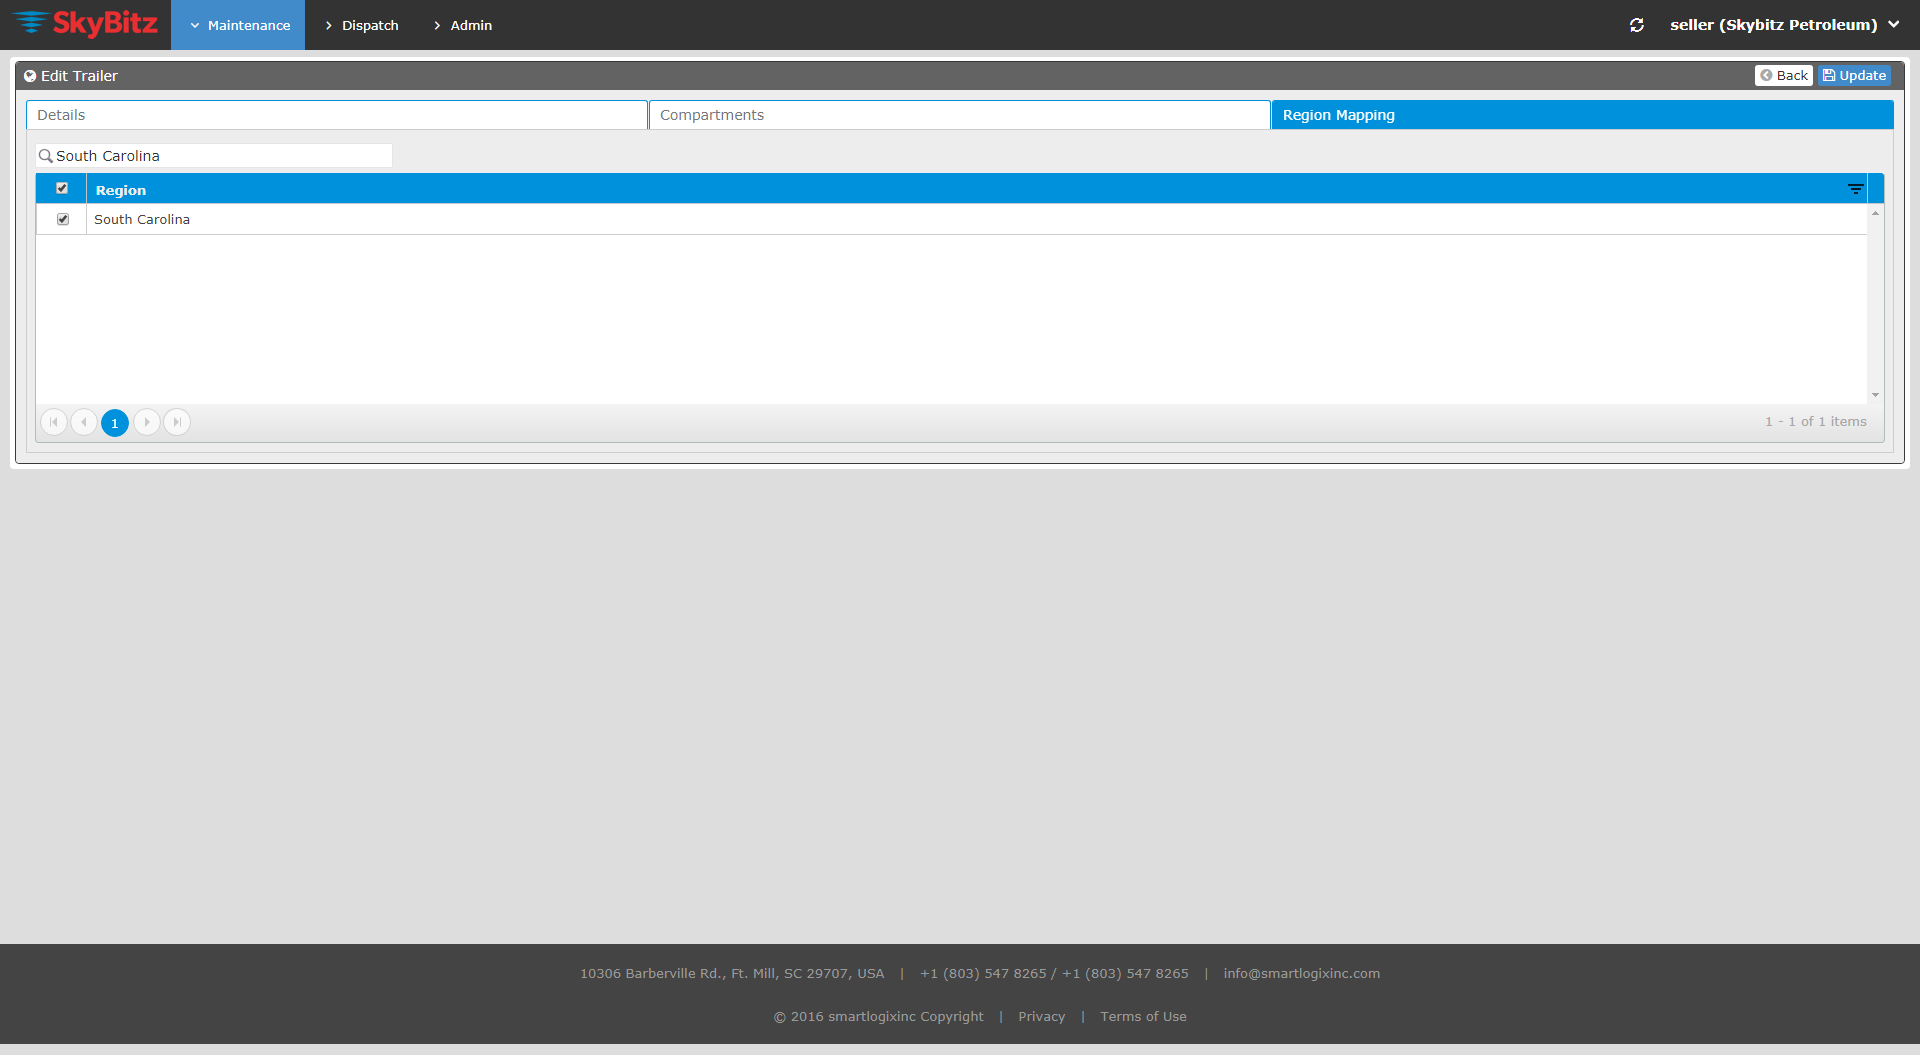 SkyBitz
Maintenance
Dispatch
Admin
seller (Skybitz Petroleum)
Edit Trailer
Back
Update
Details
Compartments
Region Mapping
South Carolina
Region
South Carolina
1
1 - 1 of 1 items
10306 Barberville Rd., Ft. Mill, SC 29707, USA | +1 (803) 547 8265 / +1 (803) 547 8265 | info@smartlogixinc.com
© 2016 smartlogixinc Copyright | Privacy | Terms of Use